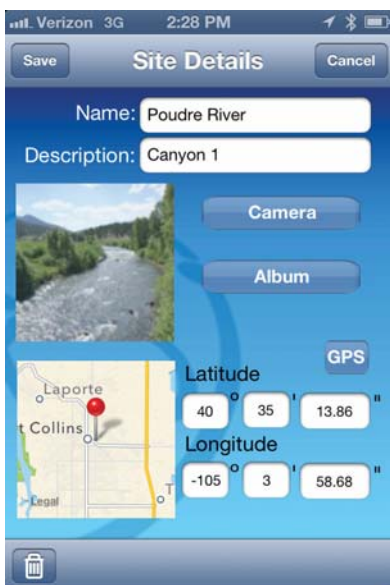 Verizon 3G 2:28 PM
Save Site Details Cancel
Name: Poudre River
Description: Canyon 1
Camera
Album
GPS
Latitude
40 o 35 ' 13.86 "
Longitude
-105 o 3 ' 58.68 "
Laporte
t Collins
Legal
T